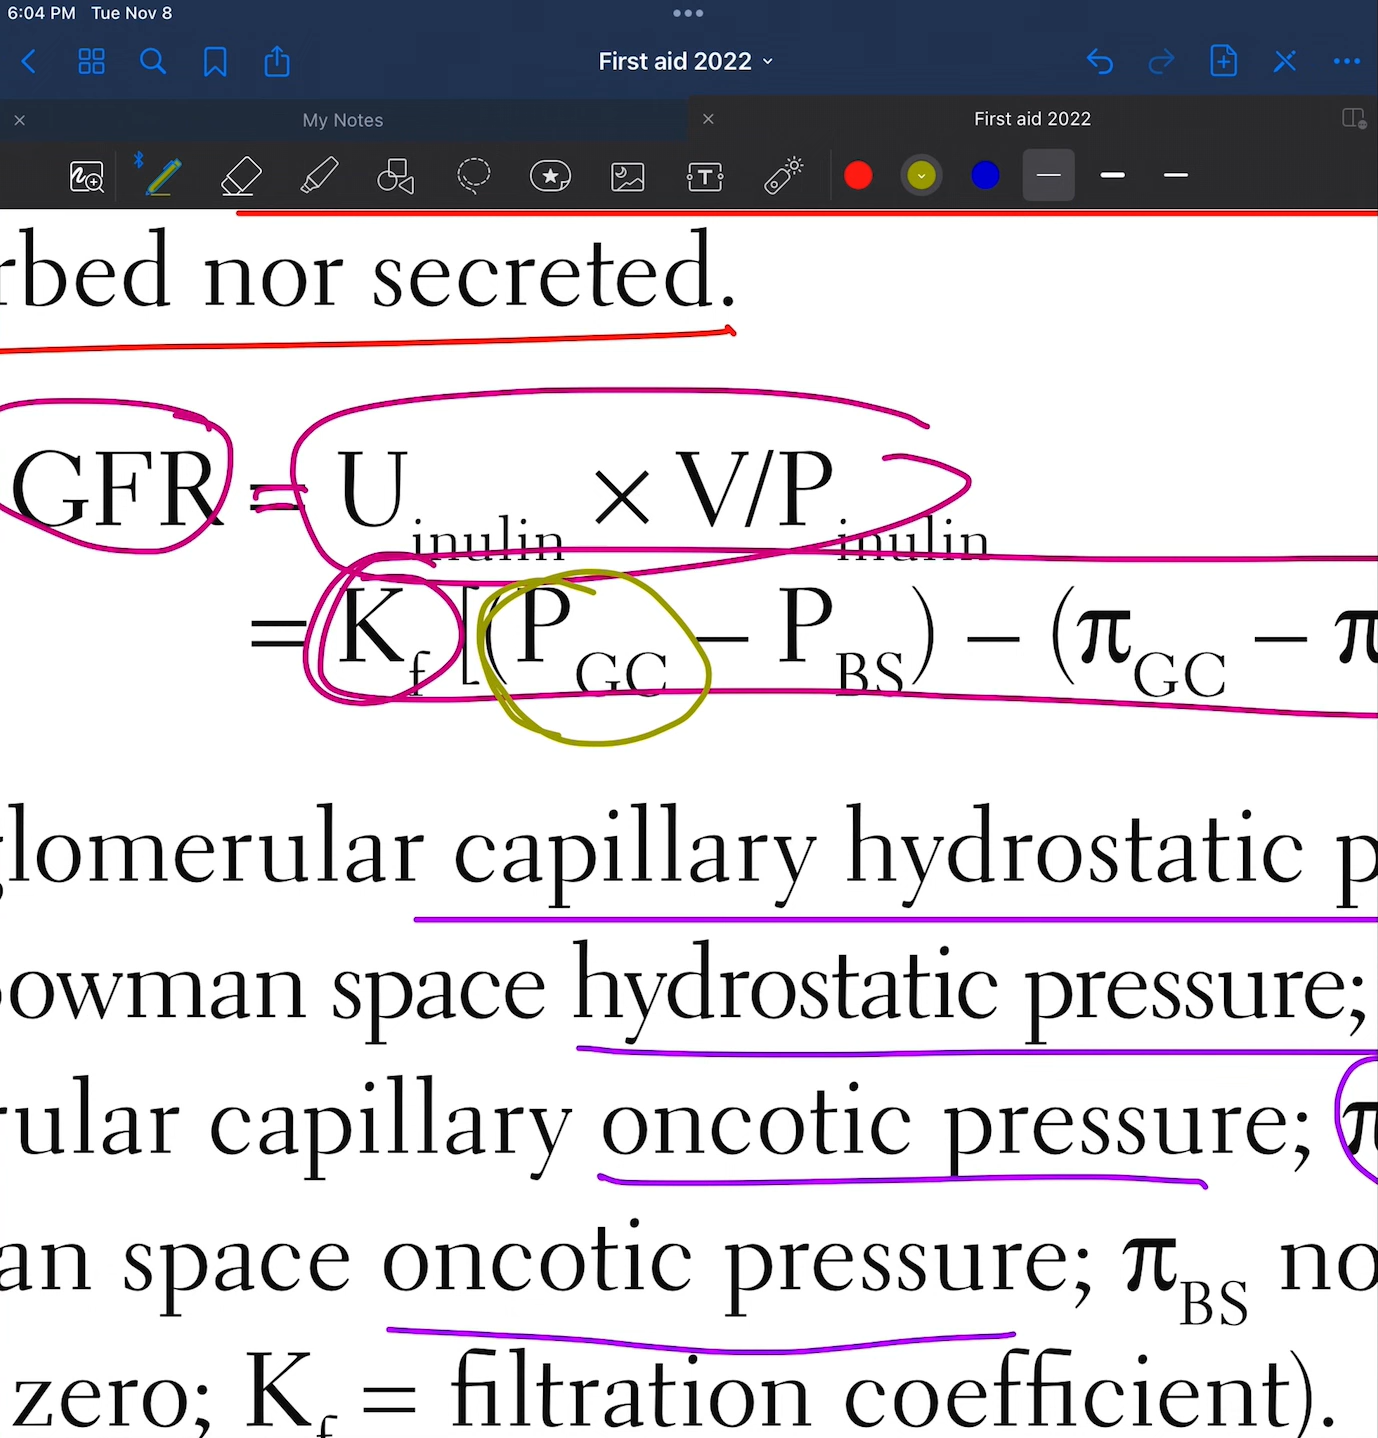 6:04 PM Tue Nov 8
First aid 2022
My Notes
First aid 2022
rbed nor secreted.
GFR = U_inulin × V/P_inulin
= K_f [(P_GC – P_BS) – (π_GC – π
glomerular capillary hydrostatic p
owman space hydrostatic pressure;
rular capillary oncotic pressure; π
an space oncotic pressure; π_BS no
zero; K_f = filtration coefficient).